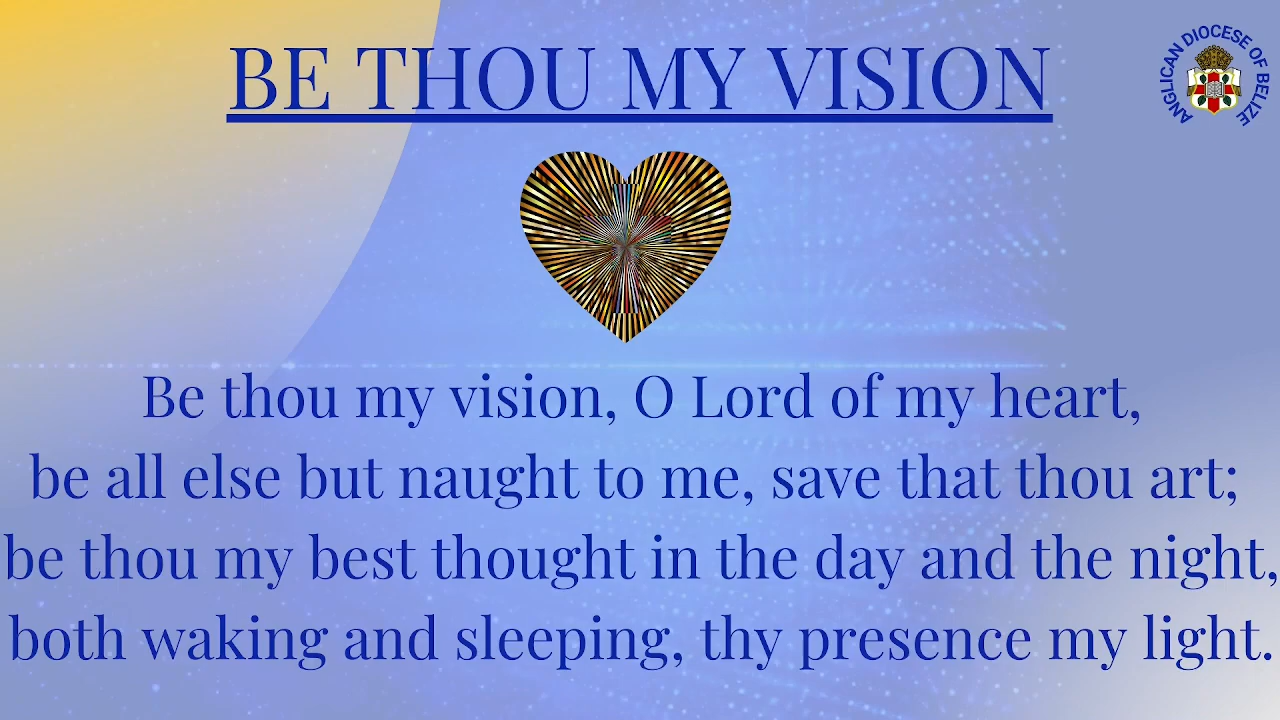 BE THOU MY VISION
ANGLICAN DIOCESE OF BELIZE
Be thou my vision, O Lord of my heart,
be all else but naught to me, save that thou art;
be thou my best thought in the day and the night,
both waking and sleeping, thy presence my light.